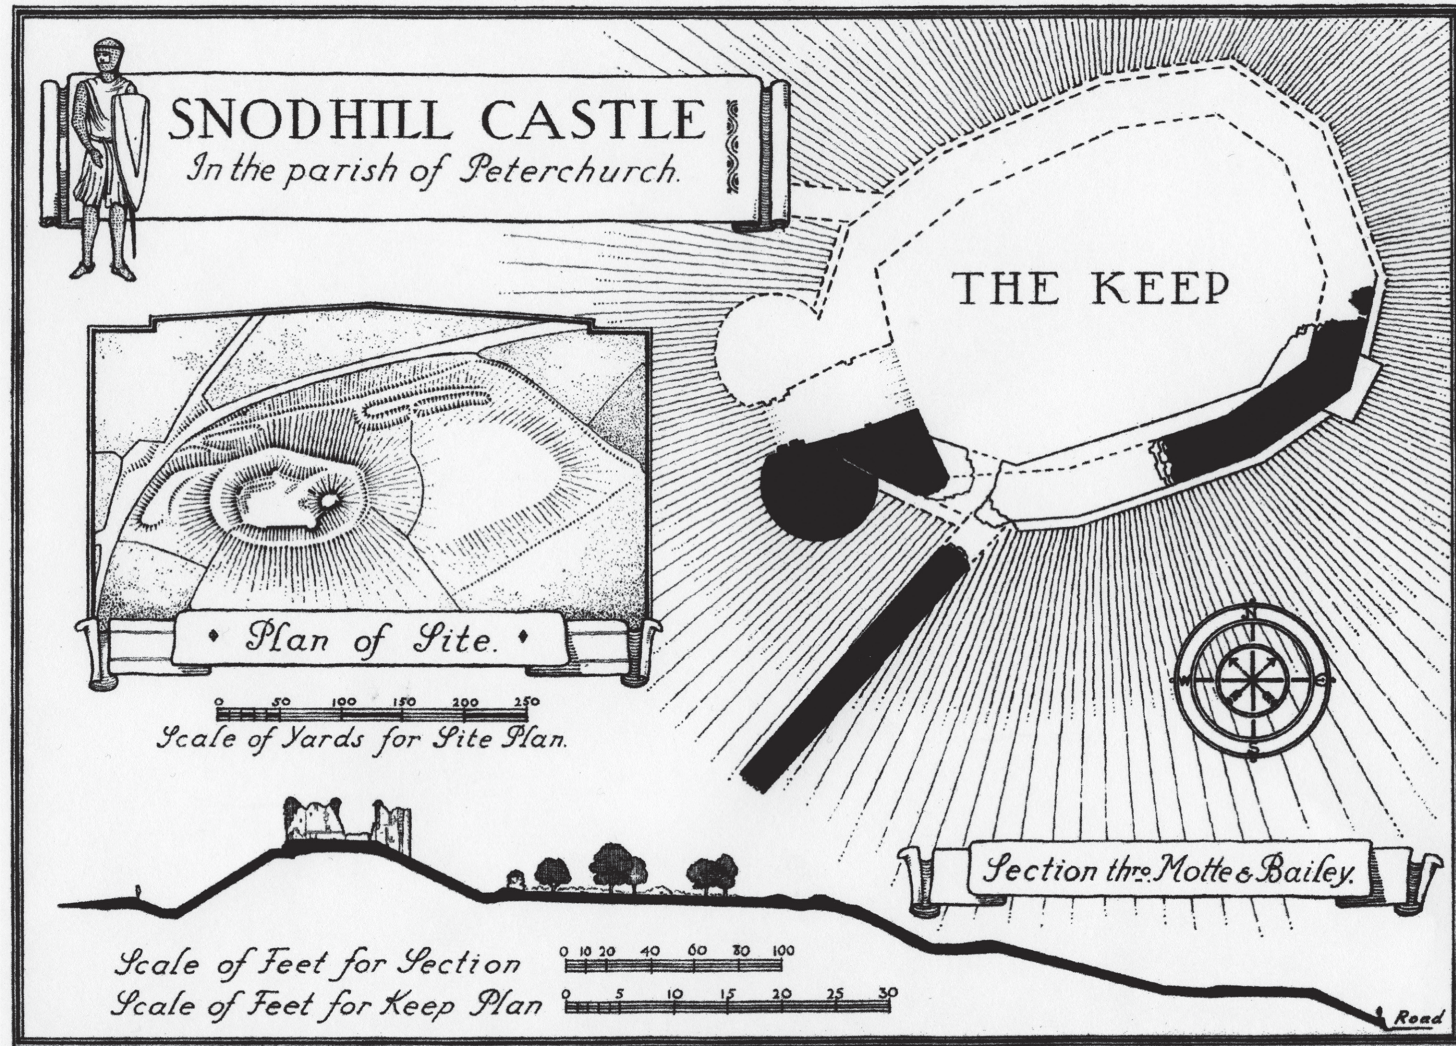 SNODHILL CASTLE
In the parish of Peterchurch.
THE KEEP
Plan of Site.
0 50 100 150 200 250
Scale of Yards for Site Plan.
N
W E
S
Section thro. Motte & Bailey.
Scale of Feet for Section
0 10 20 40 60 80 100
Scale of Feet for Keep Plan
0 5 10 15 20 25 30
Road